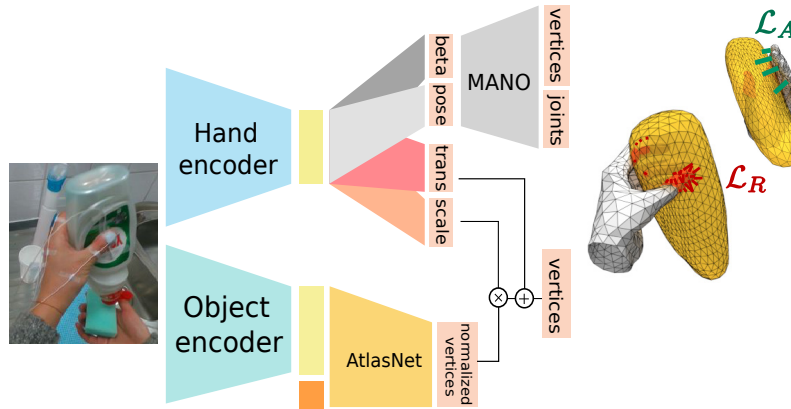 Hand
encoder
Object
encoder
AtlasNet
beta
pose
trans
scale
MANO
vertices
joints
normalized
vertices
×
+
vertices
ℒ_R
ℒ_A